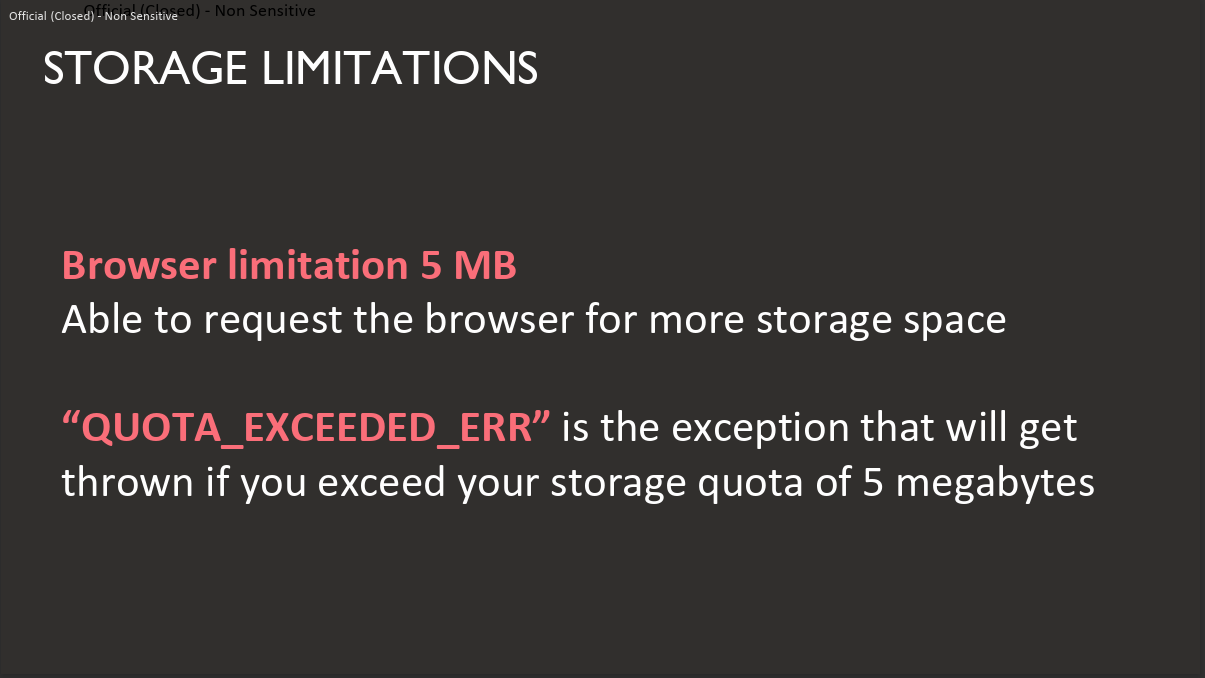 Official (Closed) - Non Sensitive
Official (Closed) - Non Sensitive
STORAGE LIMITATIONS
Browser limitation 5 MB
Able to request the browser for more storage space
“QUOTA_EXCEEDED_ERR” is the exception that will get
thrown if you exceed your storage quota of 5 megabytes